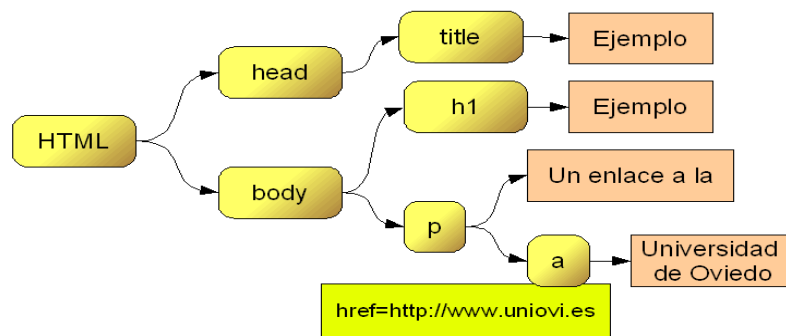 title
Ejemplo
head
h1
Ejemplo
HTML
body
Un enlace a la
p
a
Universidad
de Oviedo
href=http://www.uniovi.es